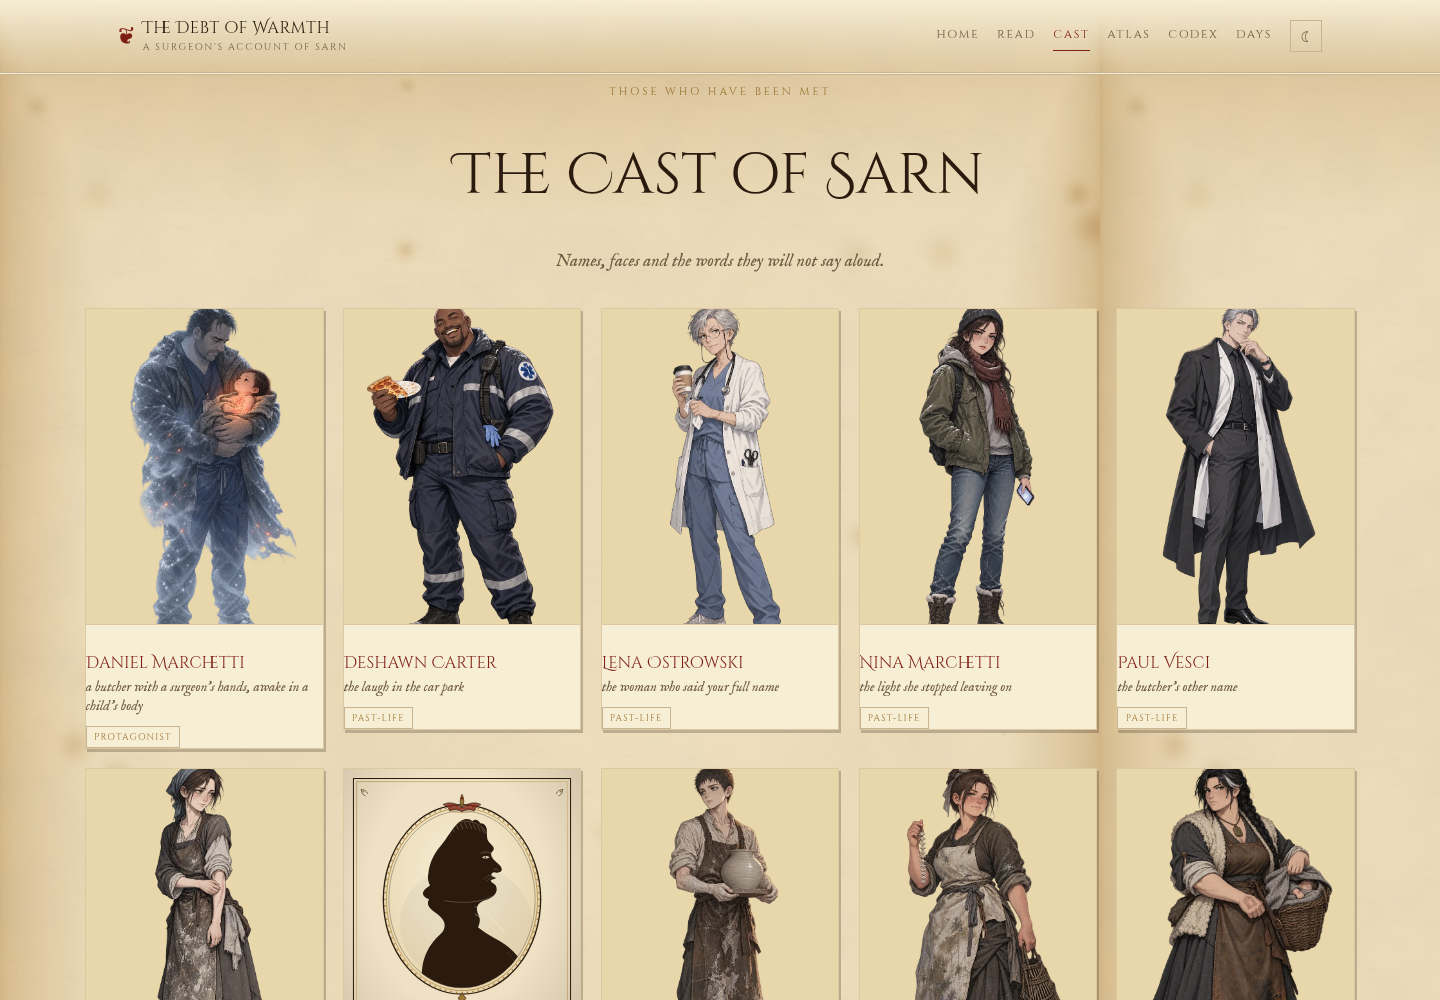 The Debt of Warmth
A SURGEON'S ACCOUNT OF SARN
HOME READ CAST ATLAS CODEX DAYS
THOSE WHO HAVE BEEN MET
The Cast of Sarn
Names, faces and the words they will not say aloud.
Daniel Marchetti
a butcher with a surgeon's hands, awake in a
child's body
PROTAGONIST
Deshawn Carter
the laugh in the car park
PAST-LIFE
Lena Ostrowski
the woman who said your full name
PAST-LIFE
Nina Marchetti
the light she stopped leaving on
PAST-LIFE
Paul Vesci
the butcher's other name
PAST-LIFE